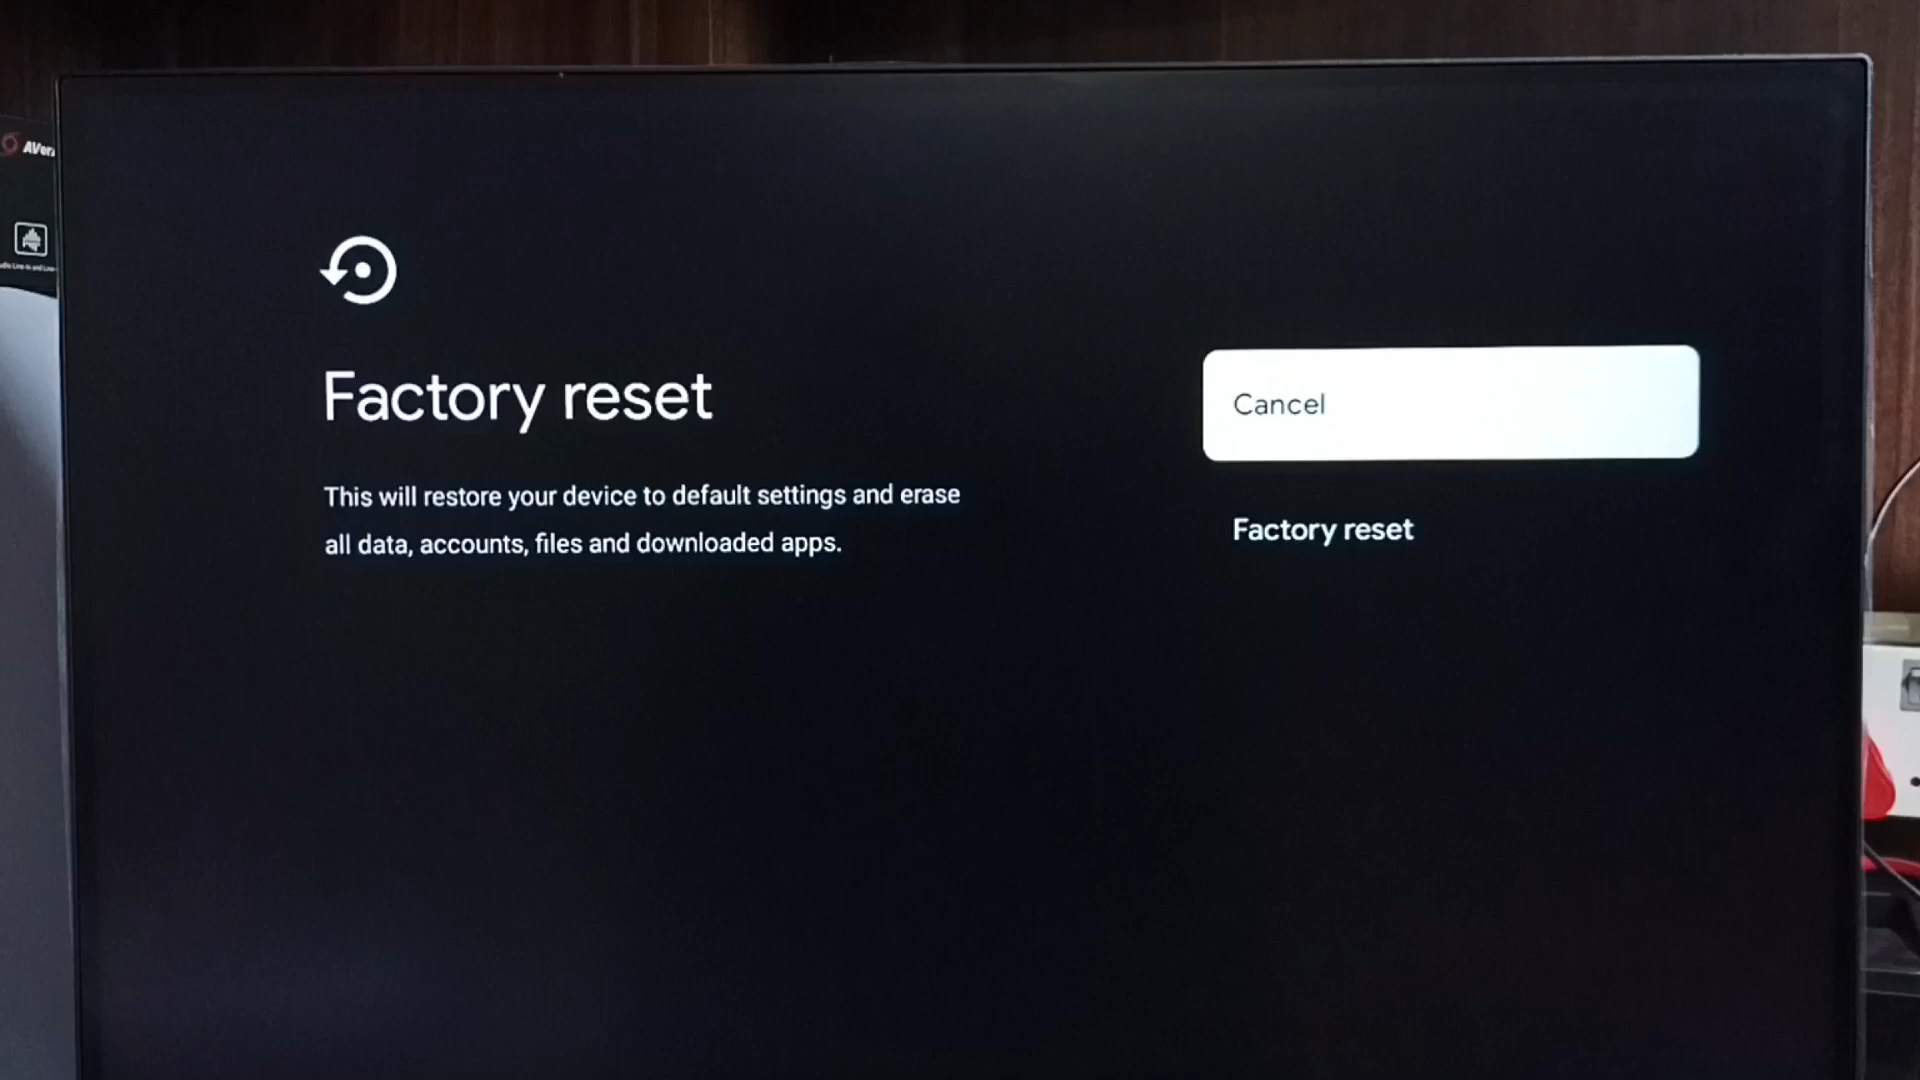 Factory reset
This will restore your device to default settings and erase
all data, accounts, files and downloaded apps.
Cancel
Factory reset